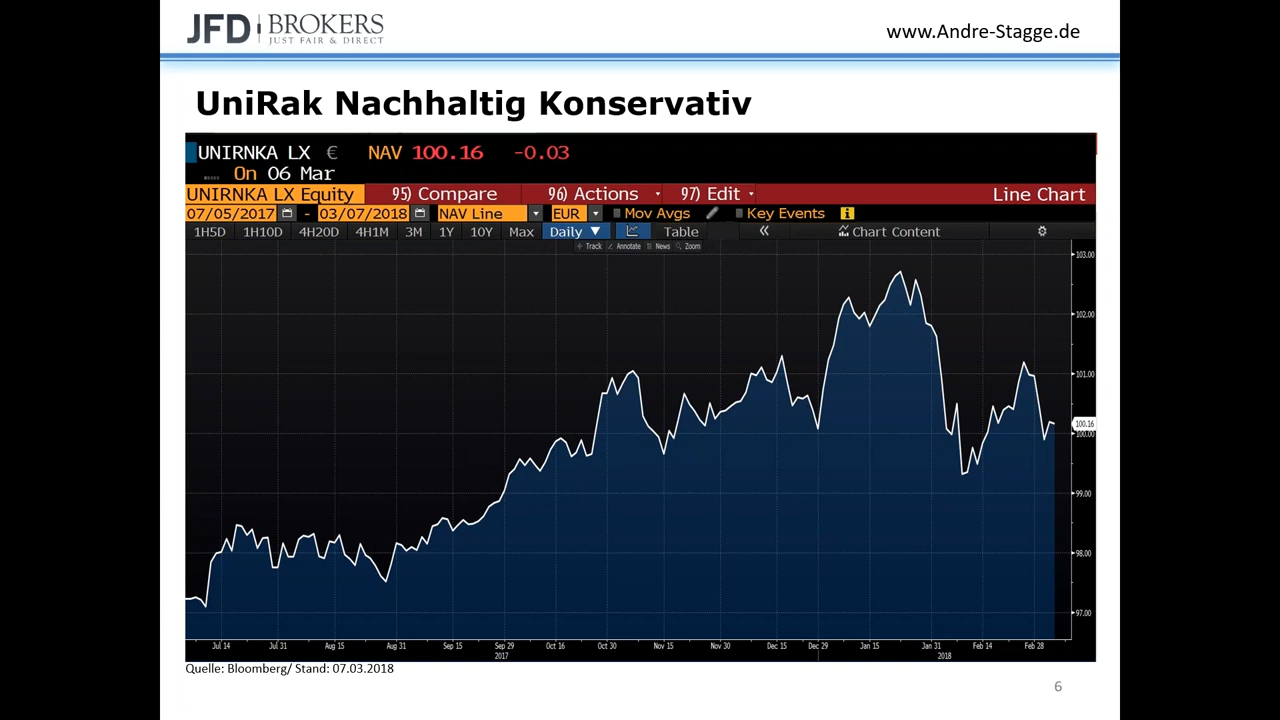 JFD BROKERS
JUST FAIR & DIRECT
www.Andre-Stagge.de
UniRak Nachhaltig Konservativ
UNIRNKA LX € NAV 100.16 -0.03
On 06 Mar
UNIRNKA LX Equity 95) Compare 96) Actions 97) Edit Line Chart
07/05/2017 - 03/07/2018 NAV Line EUR Mov Avgs Key Events
1H5D 1H10D 4H20D 4H1M 3M 1Y 10Y Max Daily ▼ Table « Chart Content
Track Annotate News Zoom
103.00
102.00
101.00
100.16
100.00
99.00
98.00
97.00
Jul 14 Jul 31 Aug 15 Aug 31 Sep 15 Sep 29 Oct 16 Oct 30 Nov 15 Nov 30 Dec 15 Dec 29 Jan 15 Jan 31 Feb 14 Feb 28
2017 2018
Quelle: Bloomberg/ Stand: 07.03.2018
6